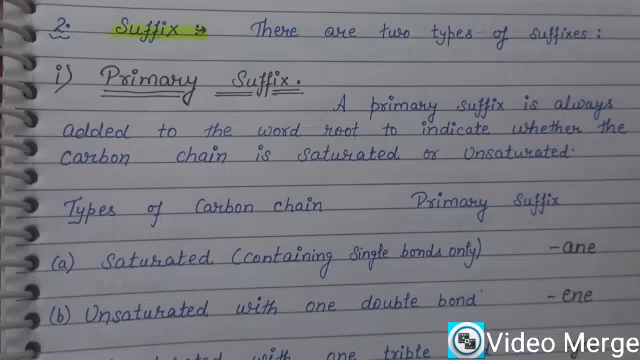 2. Suffix :→ There are two types of suffixes:
i) Primary Suffix.
A primary suffix is always
added to the word root to indicate whether the
carbon chain is saturated or unsaturated.
Types of Carbon chain Primary Suffix
(a) Saturated (containing single bonds only) -ane
(b) Unsaturated with one double bond -ene
with one trible
Video Merge